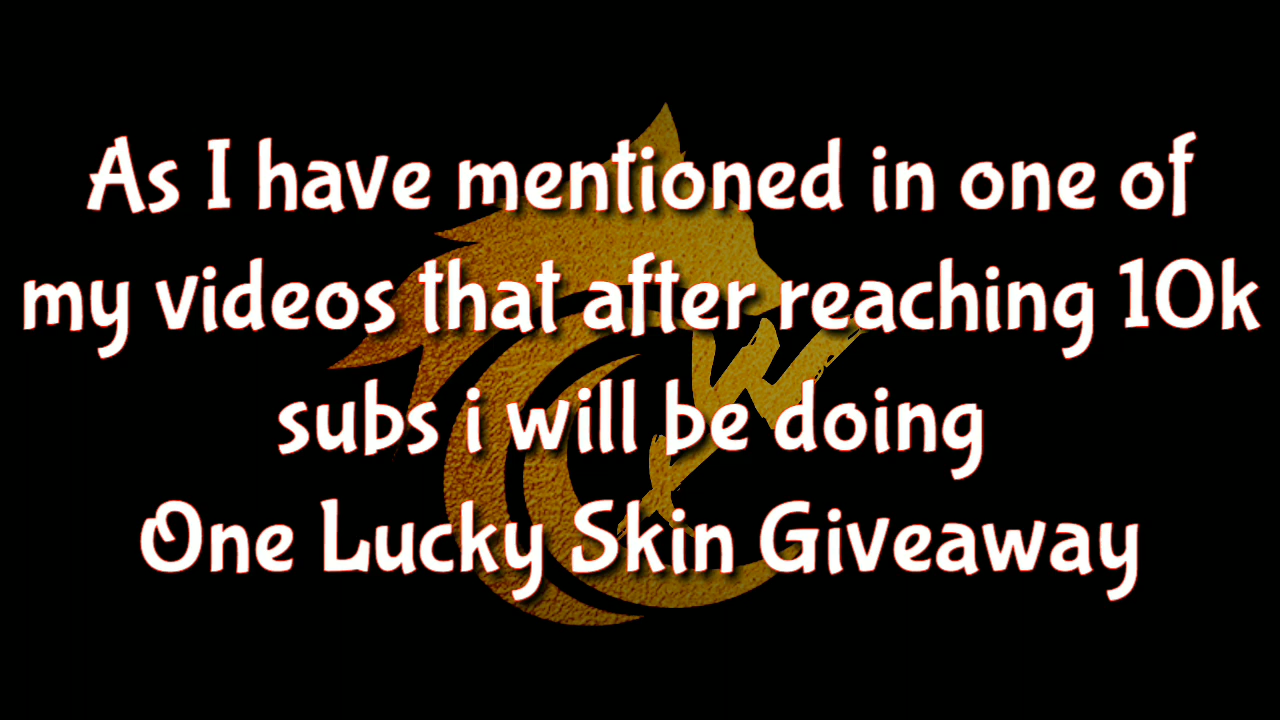 As I have mentioned in one of
my videos that after reaching 10k
subs i will be doing
One Lucky Skin Giveaway